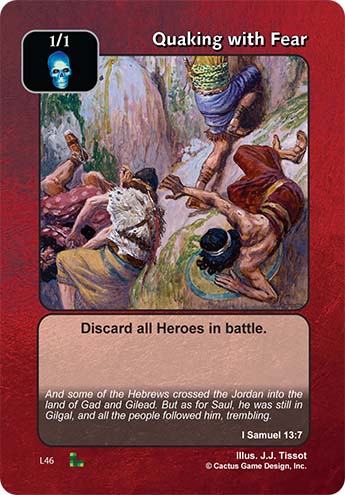 1/1
Quaking with Fear
Discard all Heroes in battle.
And some of the Hebrews crossed the Jordan into the
land of Gad and Gilead. But as for Saul, he was still in
Gilgal, and all the people followed him, trembling.
I Samuel 13:7
Illus. J.J. Tissot
L46
© Cactus Game Design, Inc.